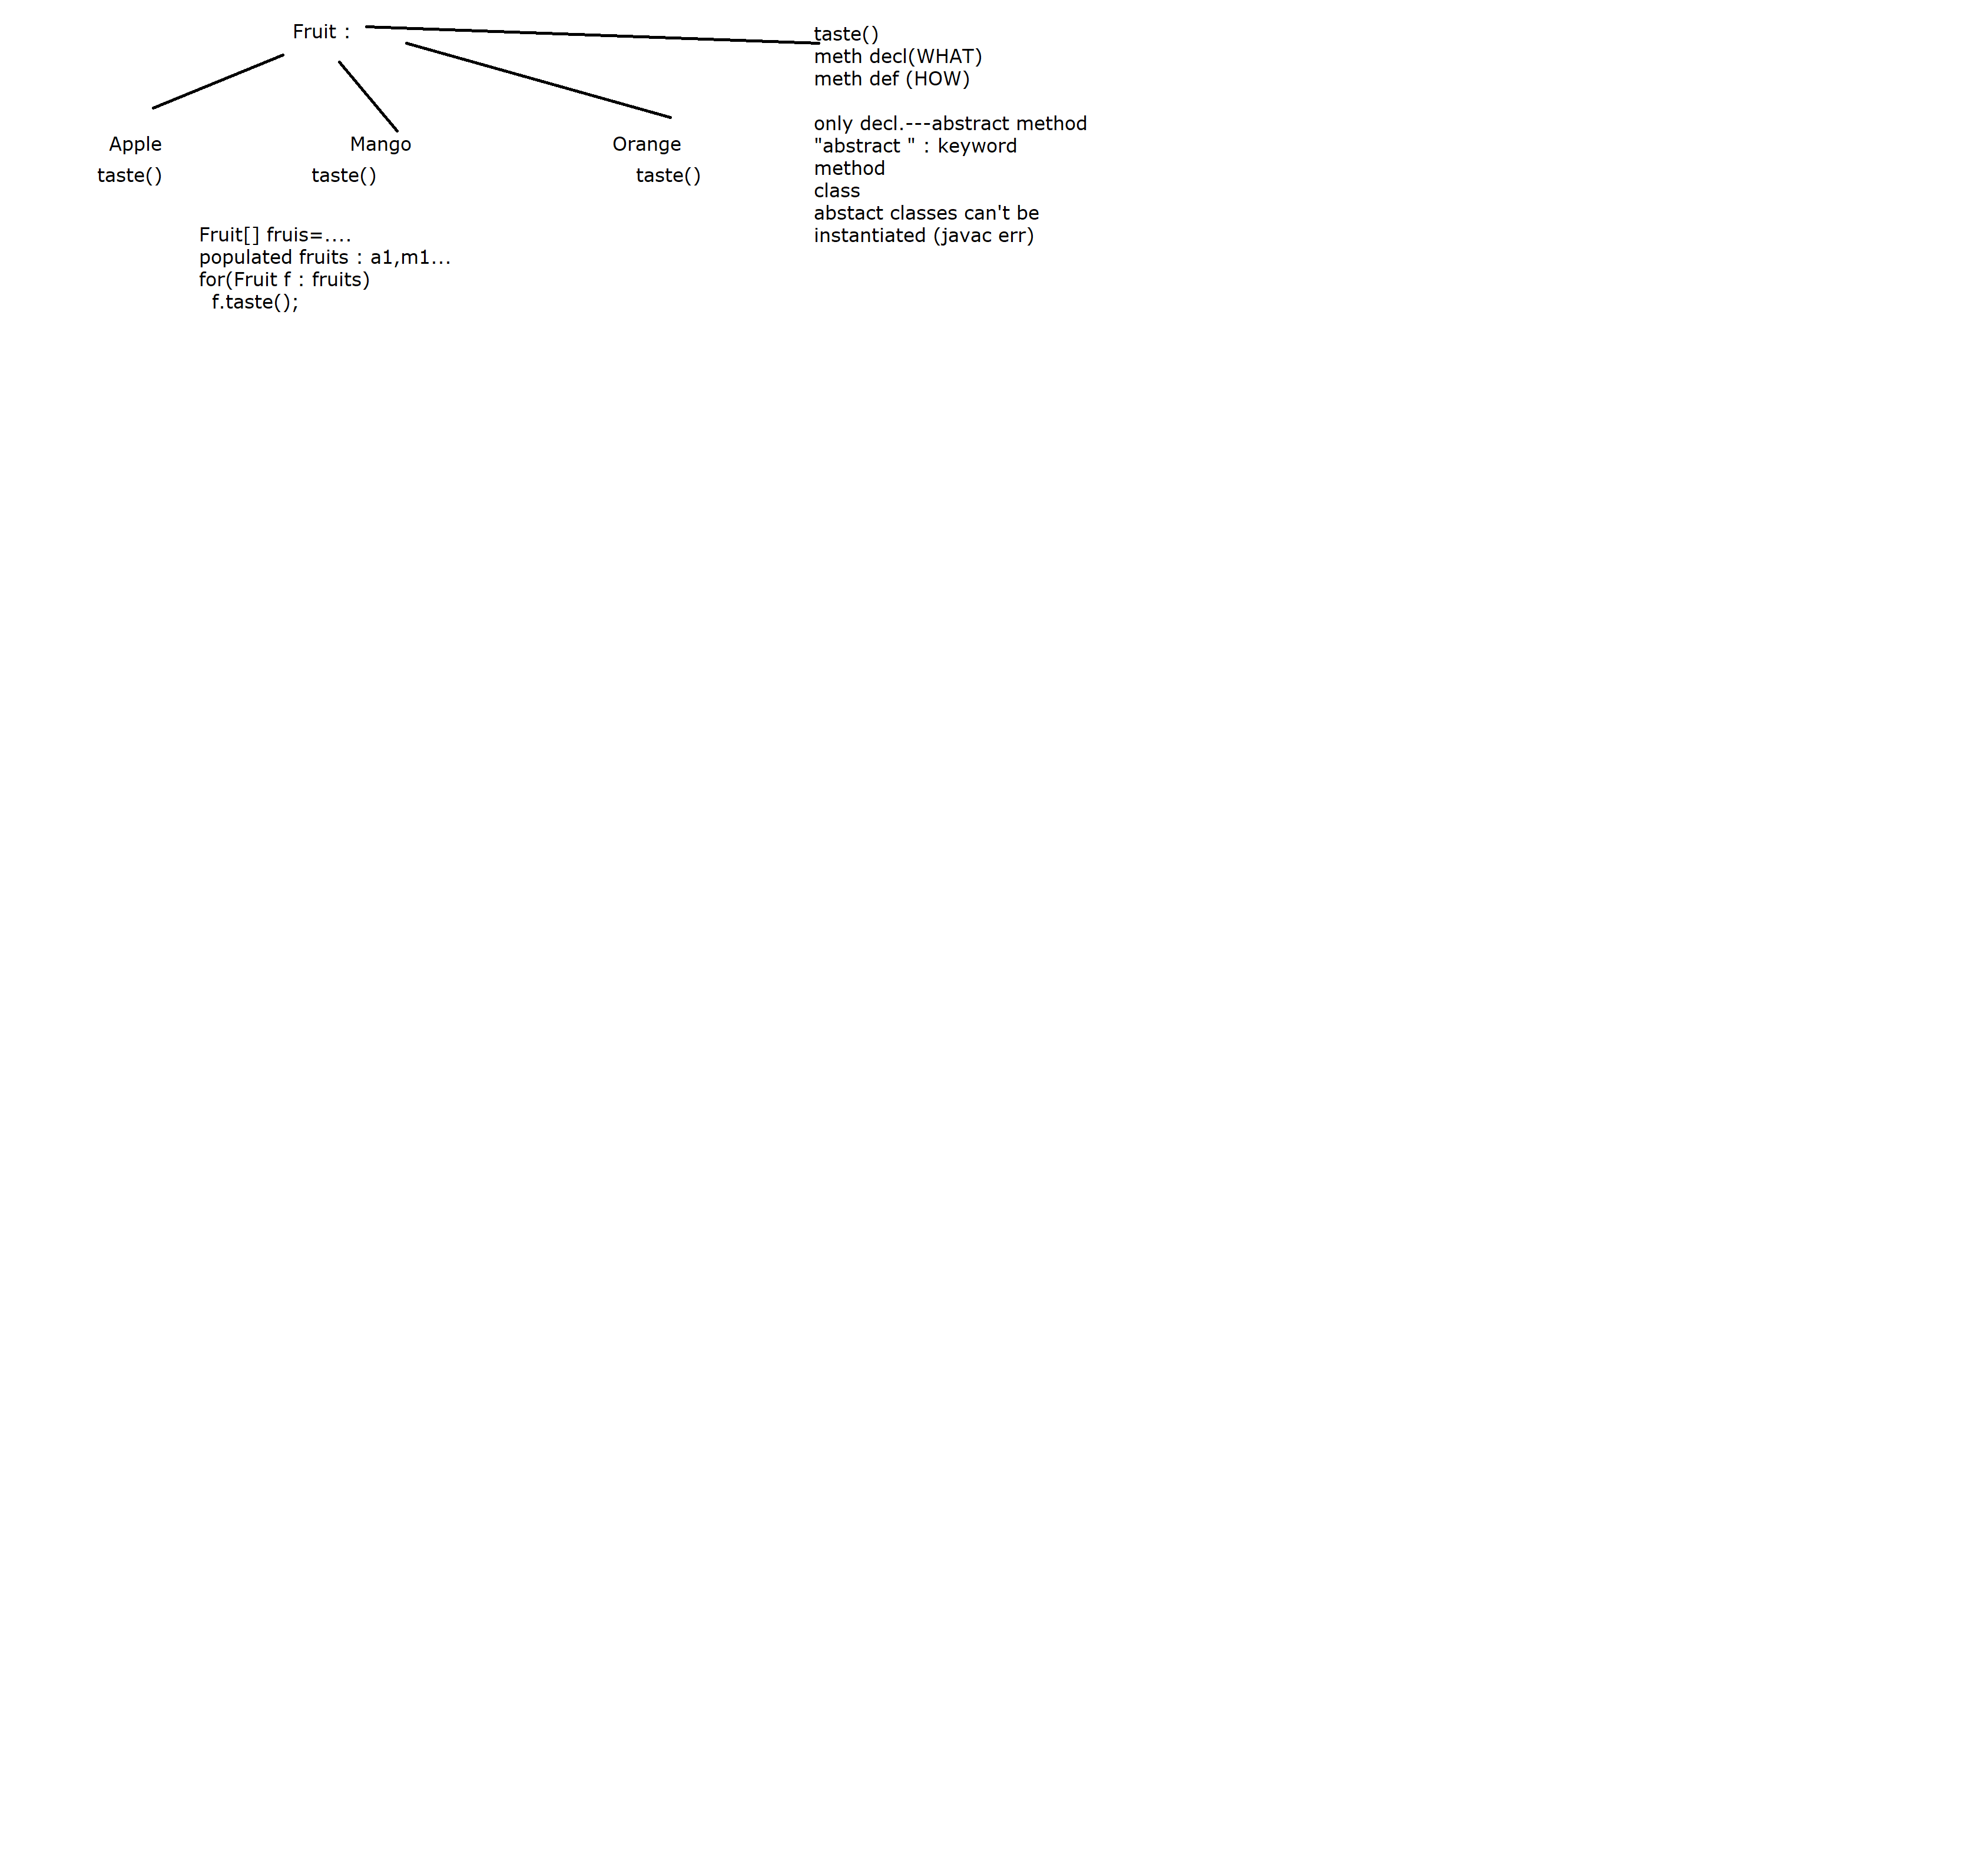 Fruit :
Apple
taste()
Mango
taste()
Orange
taste()
Fruit[] fruis=....
populated fruits : a1,m1...
for(Fruit f : fruits)
  f.taste();
taste()
meth decl(WHAT)
meth def (HOW)

only decl.---abstract method
"abstract " : keyword
method
class
abstact classes can't be
instantiated (javac err)